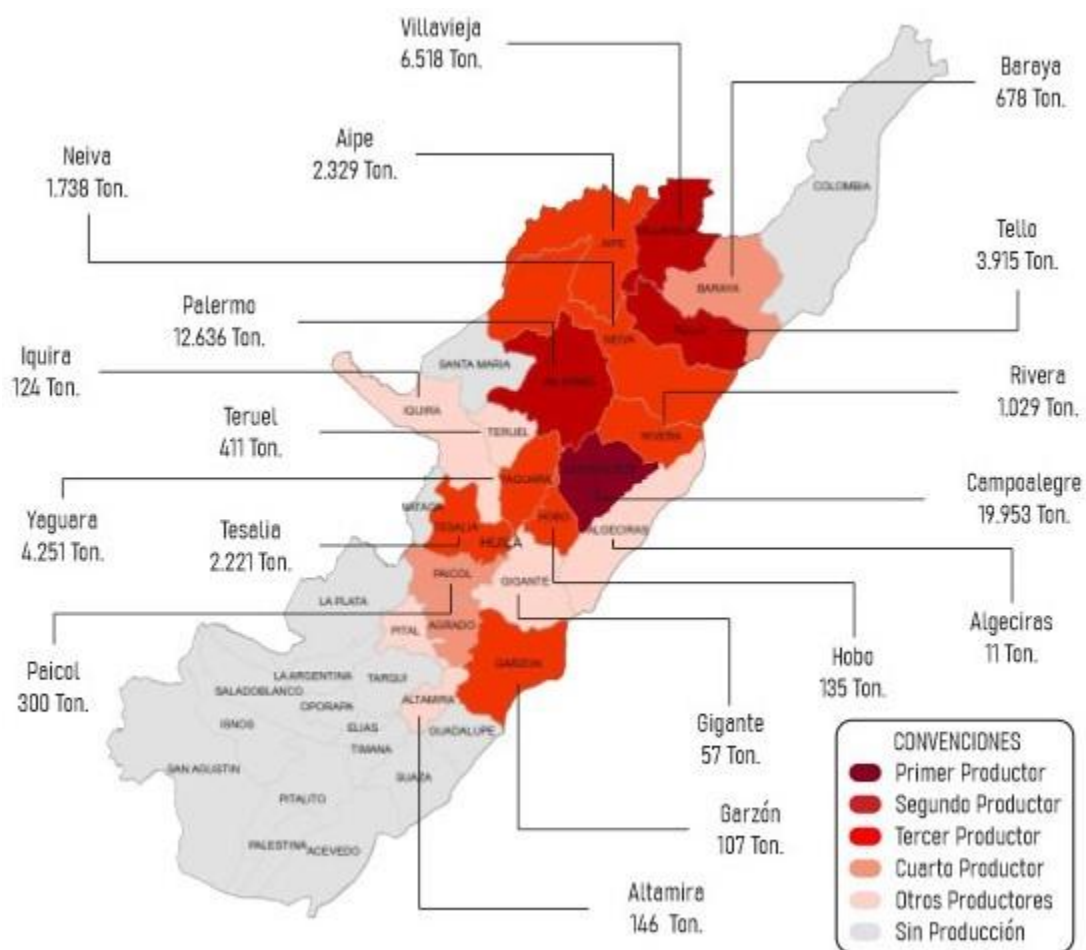 Villavieja
6.518 Ton.
Baraya
678 Ton.
Aipe
2.329 Ton.
Neiva
1.738 Ton.
Tello
3.915 Ton.
Palermo
12.636 Ton.
Iquira
124 Ton.
Rivera
1.029 Ton.
Teruel
411 Ton.
Campoalegre
19.953 Ton.
Yaguara
4.251 Ton.
Tesalia
2.221 Ton.
Algeciras
11 Ton.
Hobo
135 Ton.
Paicol
300 Ton.
Gigante
57 Ton.
Garzón
107 Ton.
Altamira
146 Ton.
COLOMBIA
AIPE
BARAYA
NEIVA
SANTA MARIA
IQUIRA
TERUEL
RIVERA
YAGUARA
HOBO
ALGECIRAS
TESALIA
HUILA
PAICOL
GIGANTE
LA PLATA
PITAL
AGRADO
GARZON
LA ARGENTINA
TARQUI
SALADOBLANCO
OPORAPA
ALTAMIRA
ISNOS
ELIAS
GUADALUPE
TIMANA
SAN AGUSTIN
SUAZA
PITALITO
PALESTINA
ACEVEDO
CONVENCIONES
Primer Productor
Segundo Productor
Tercer Productor
Cuarto Productor
Otros Productores
Sin Producción